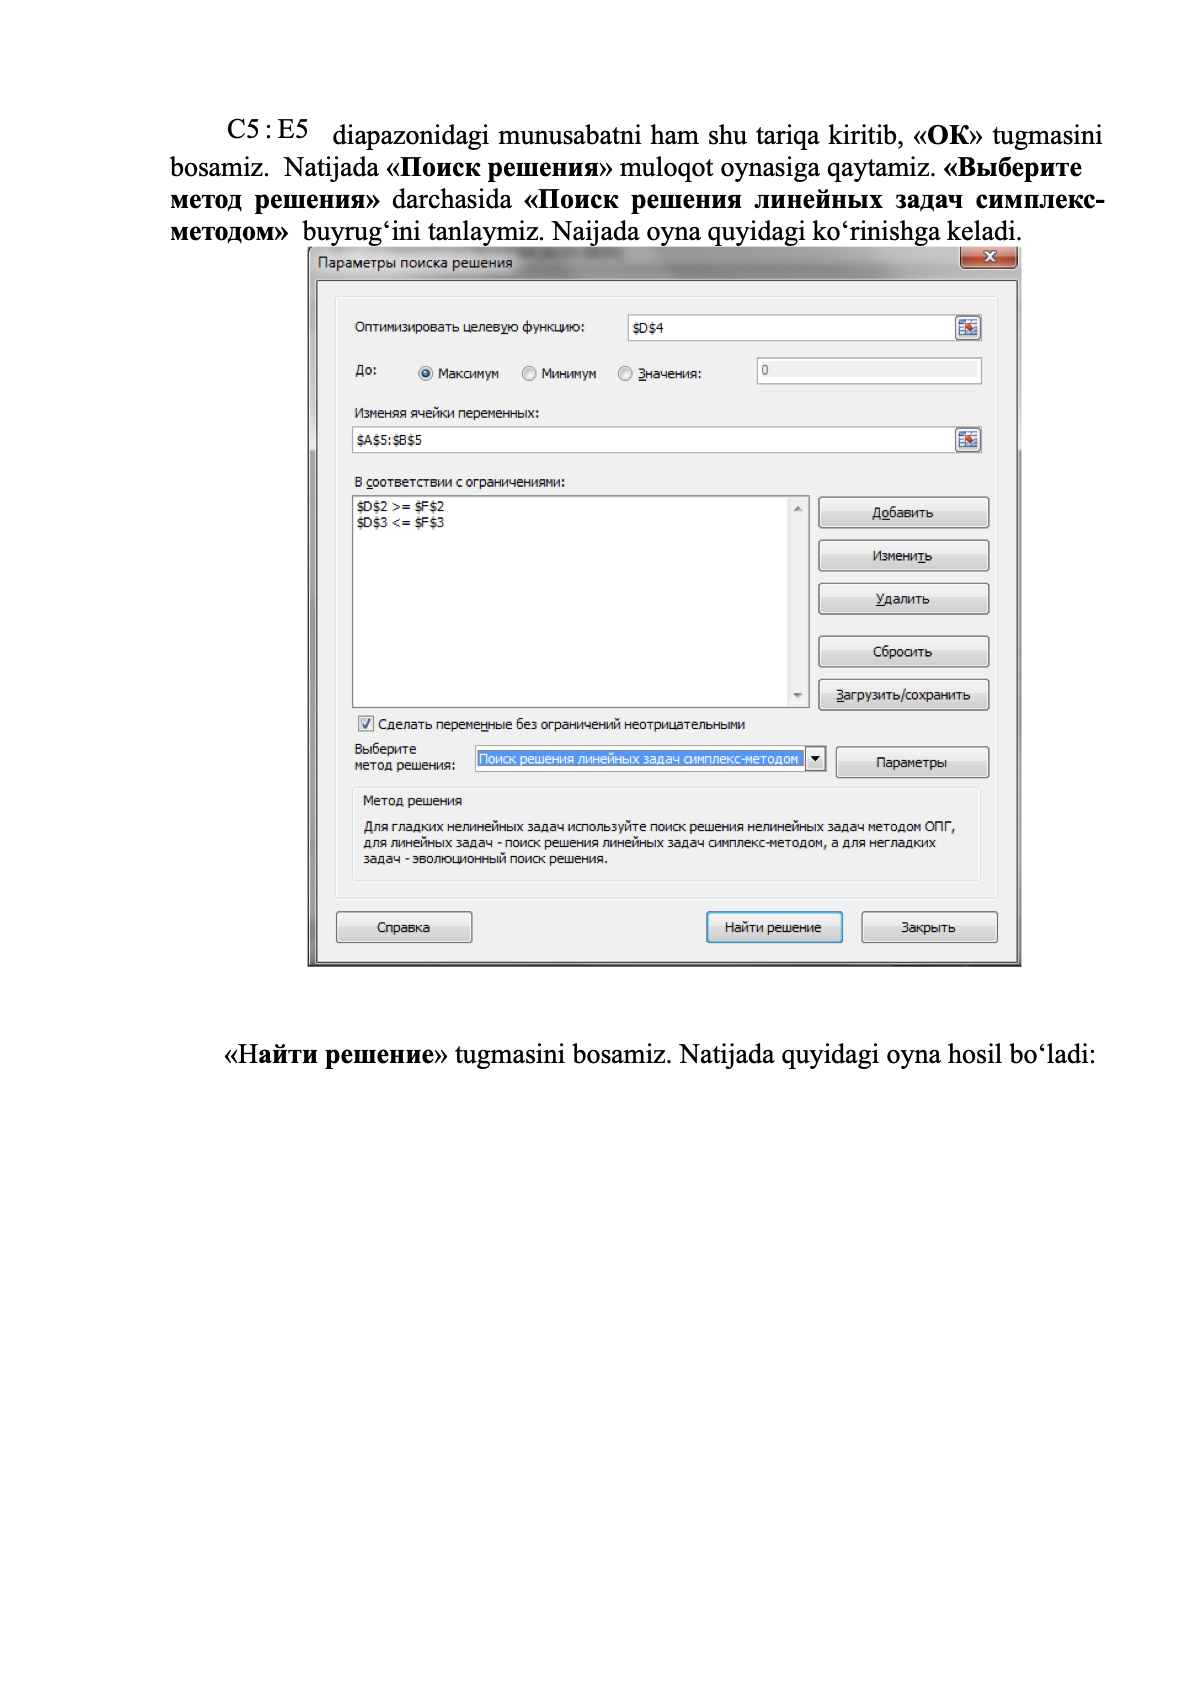 C5 : E5 diapazonidagi munusabatni ham shu tariqa kiritib, «ОК» tugmasini
bosamiz. Natijada «Поиск решения» muloqot oynasiga qaytamiz. «Выберите
метод решения» darchasida «Поиск решения линейных задач симплекс-
методом» buyrug‘ini tanlaymiz. Naijada oyna quyidagi ko‘rinishga keladi.
Параметры поиска решения
Оптимизировать целевую функцию: $D$4
До: Максимум Минимум Значения: 0
Изменяя ячейки переменных:
$A$5:$B$5
В соответствии с ограничениями:
$D$2 >= $F$2
$D$3 <= $F$3
Добавить
Изменить
Удалить
Сбросить
Загрузить/сохранить
Сделать переменные без ограничений неотрицательными
Выберите
метод решения: Поиск решения линейных задач симплекс-методом Параметры
Метод решения
Для гладких нелинейных задач используйте поиск решения нелинейных задач методом ОПГ,
для линейных задач - поиск решения линейных задач симплекс-методом, а для негладких
задач - эволюционный поиск решения.
Справка Найти решение Закрыть
«Найти решение» tugmasini bosamiz. Natijada quyidagi oyna hosil bo‘ladi: